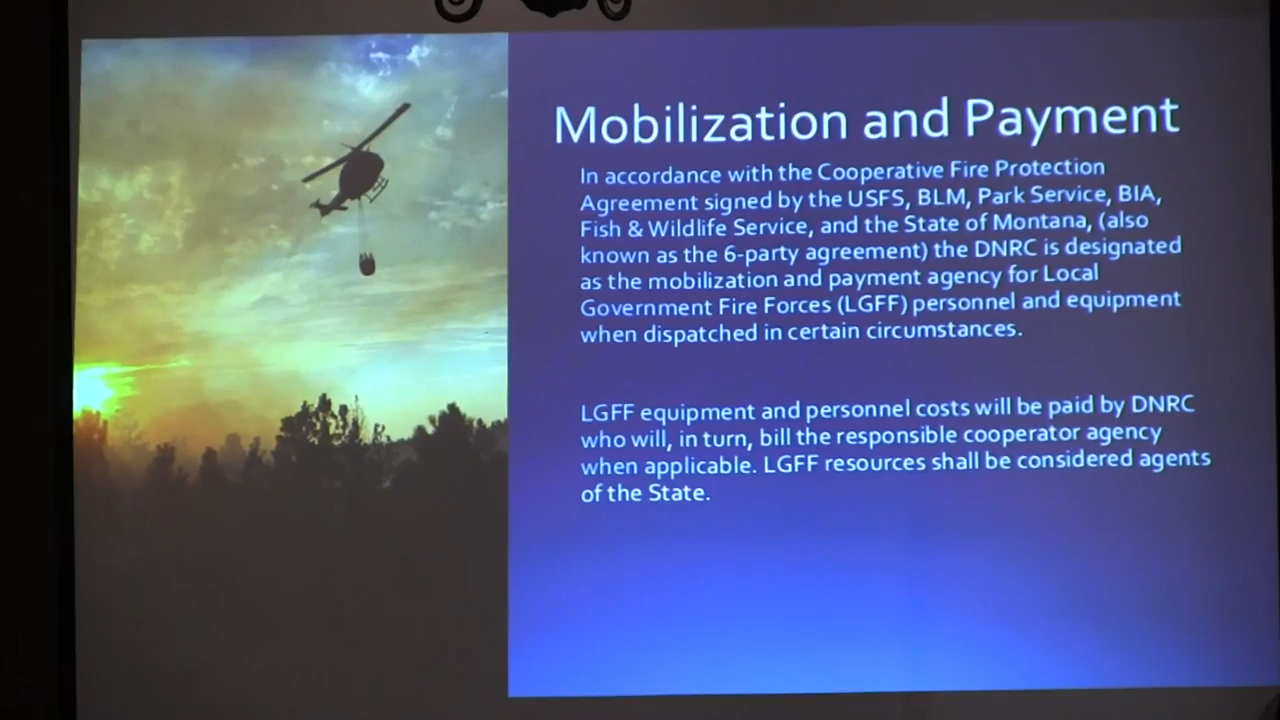 Mobilization and Payment
In accordance with the Cooperative Fire Protection
Agreement signed by the USFS, BLM, Park Service, BIA,
Fish & Wildlife Service, and the State of Montana, (also
known as the 6-party agreement) the DNRC is designated
as the mobilization and payment agency for Local
Government Fire Forces (LGFF) personnel and equipment
when dispatched in certain circumstances.
LGFF equipment and personnel costs will be paid by DNRC
who will, in turn, bill the responsible cooperator agency
when applicable. LGFF resources shall be considered agents
of the State.